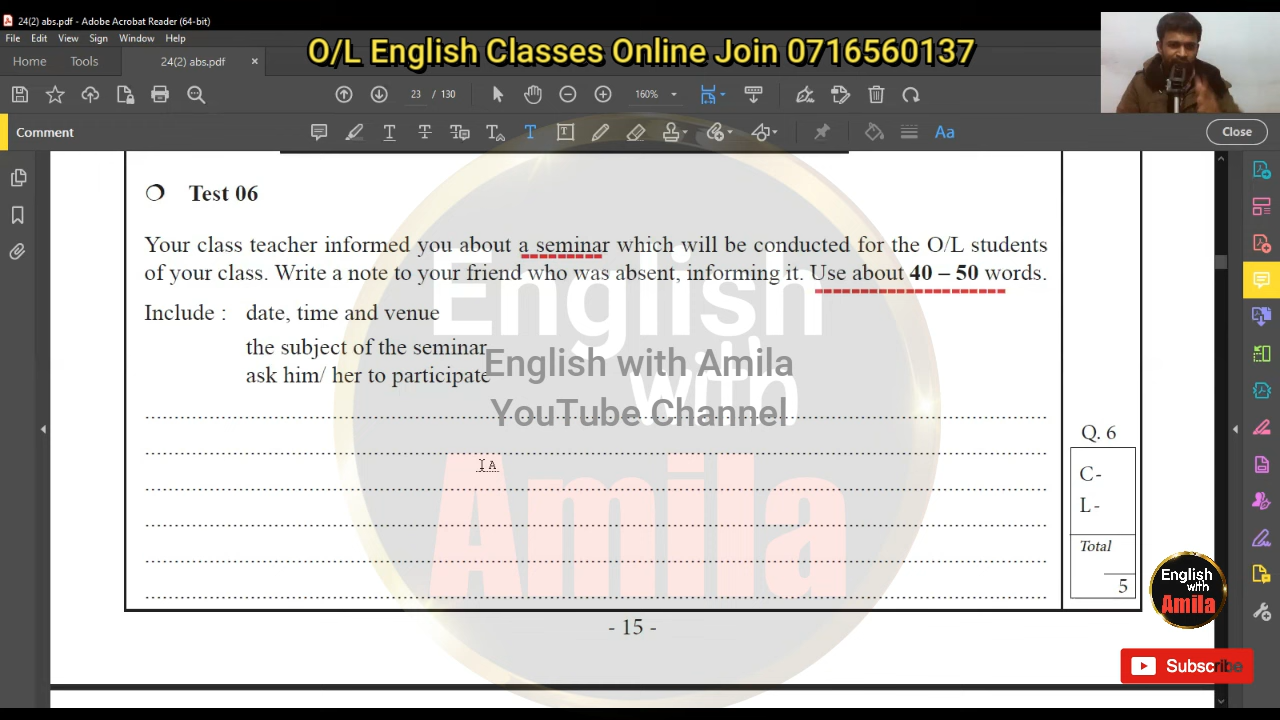 24(2) abs.pdf - Adobe Acrobat Reader (64-bit)
File Edit View Sign Window Help
O/L English Classes Online Join 0716560137
Home Tools 24(2) abs.pdf ×
23 / 130 160%
Comment Close
Test 06
Your class teacher informed you about a seminar which will be conducted for the O/L students
of your class. Write a note to your friend who was absent, informing it. Use about 40 – 50 words.
Include : date, time and venue
the subject of the seminar
ask him/ her to participate
English
with
Amila
English with Amila
YouTube Channel
Q. 6
C-
L -
Total
5
- 15 -
English
with
Amila
Subscribe